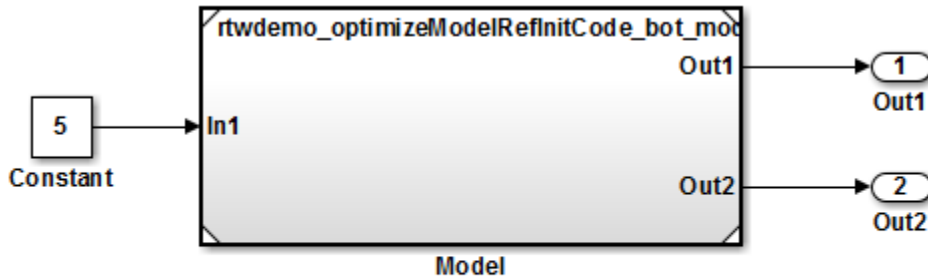 rtwdemo_optimizeModelRefInitCode_bot_mod
Out1
1
Out1
5
In1
Constant
Out2
2
Out2
Model